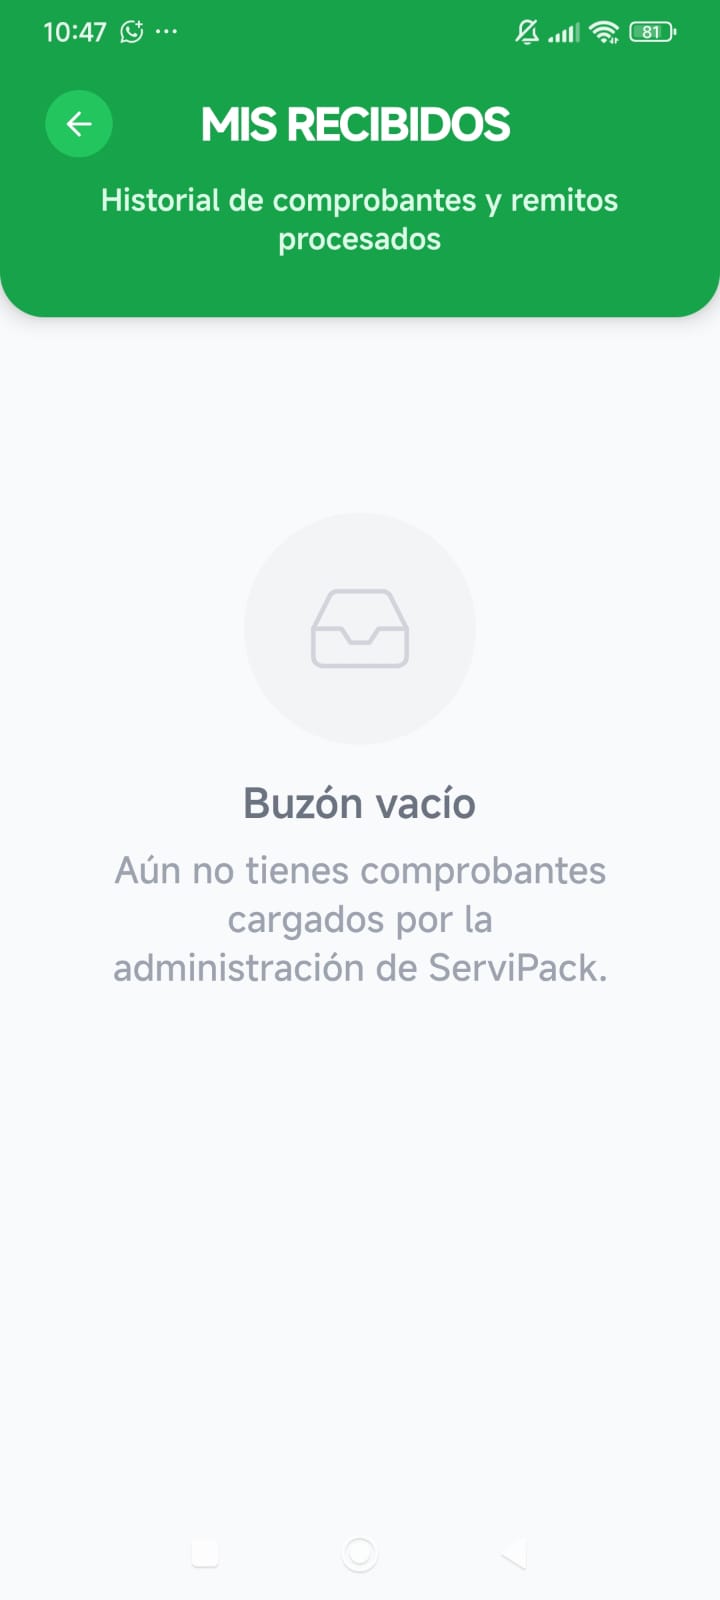 10:47
81
MIS RECIBIDOS
Historial de comprobantes y remitos
procesados
Buzón vacío
Aún no tienes comprobantes
cargados por la
administración de ServiPack.